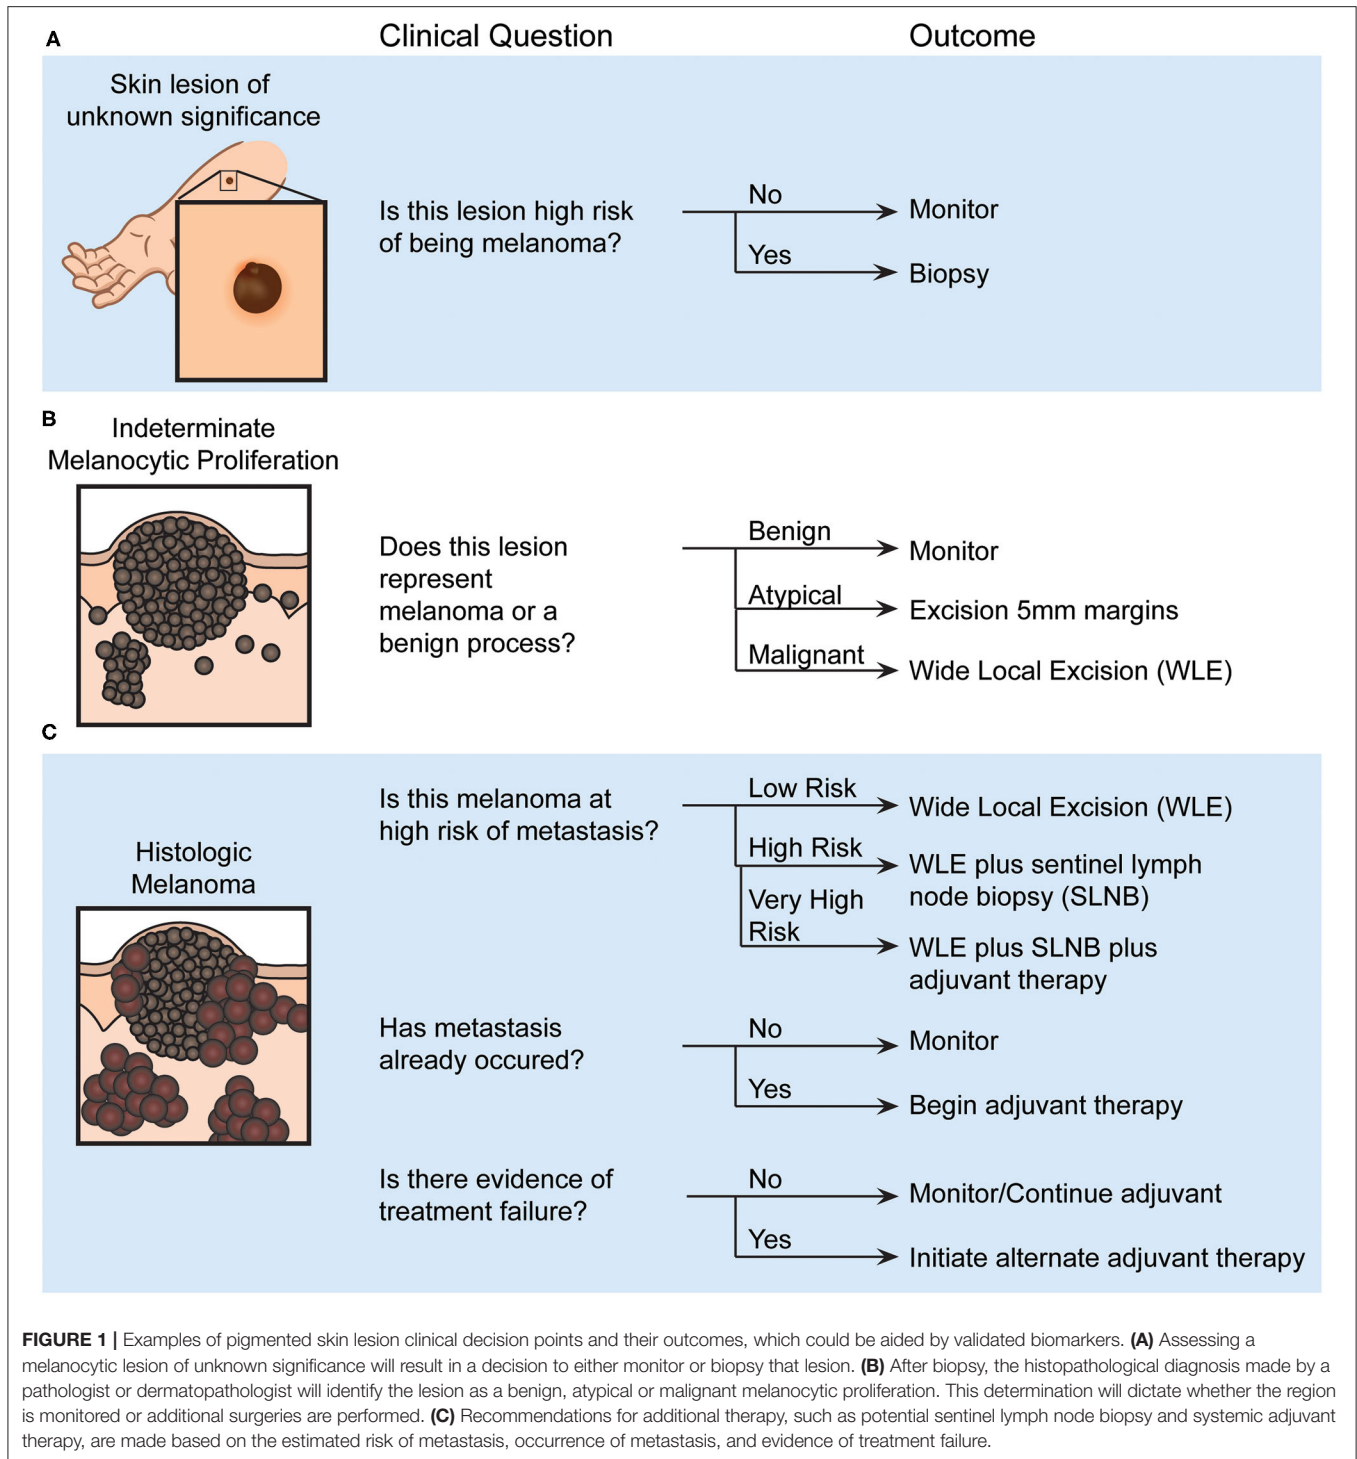 A
Clinical Question
Outcome
Skin lesion of
unknown significance
Is this lesion high risk
of being melanoma?
No
Monitor
Yes
Biopsy
B
Indeterminate
Melanocytic Proliferation
Does this lesion
represent
melanoma or a
benign process?
Benign
Monitor
Atypical
Excision 5mm margins
Malignant
Wide Local Excision (WLE)
C
Histologic
Melanoma
Is this melanoma at
high risk of metastasis?
Low Risk
Wide Local Excision (WLE)
High Risk
WLE plus sentinel lymph
node biopsy (SLNB)
Very High
Risk
WLE plus SLNB plus
adjuvant therapy
Has metastasis
already occured?
No
Monitor
Yes
Begin adjuvant therapy
Is there evidence of
treatment failure?
No
Monitor/Continue adjuvant
Yes
Initiate alternate adjuvant therapy
FIGURE 1 | Examples of pigmented skin lesion clinical decision points and their outcomes, which could be aided by validated biomarkers. (A) Assessing a
melanocytic lesion of unknown significance will result in a decision to either monitor or biopsy that lesion. (B) After biopsy, the histopathological diagnosis made by a
pathologist or dermatopathologist will identify the lesion as a benign, atypical or malignant melanocytic proliferation. This determination will dictate whether the region
is monitored or additional surgeries are performed. (C) Recommendations for additional therapy, such as potential sentinel lymph node biopsy and systemic adjuvant
therapy, are made based on the estimated risk of metastasis, occurrence of metastasis, and evidence of treatment failure.